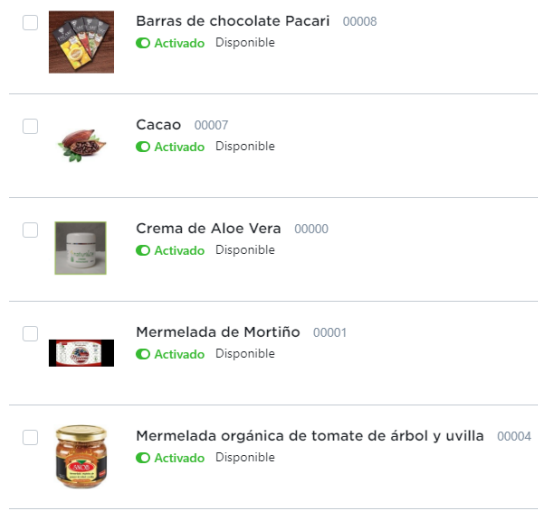 Barras de chocolate Pacari 00008
Activado Disponible
Cacao 00007
Activado Disponible
Crema de Aloe Vera 00000
Activado Disponible
Mermelada de Mortiño 00001
Activado Disponible
Mermelada orgánica de tomate de árbol y uvilla 00004
Activado Disponible